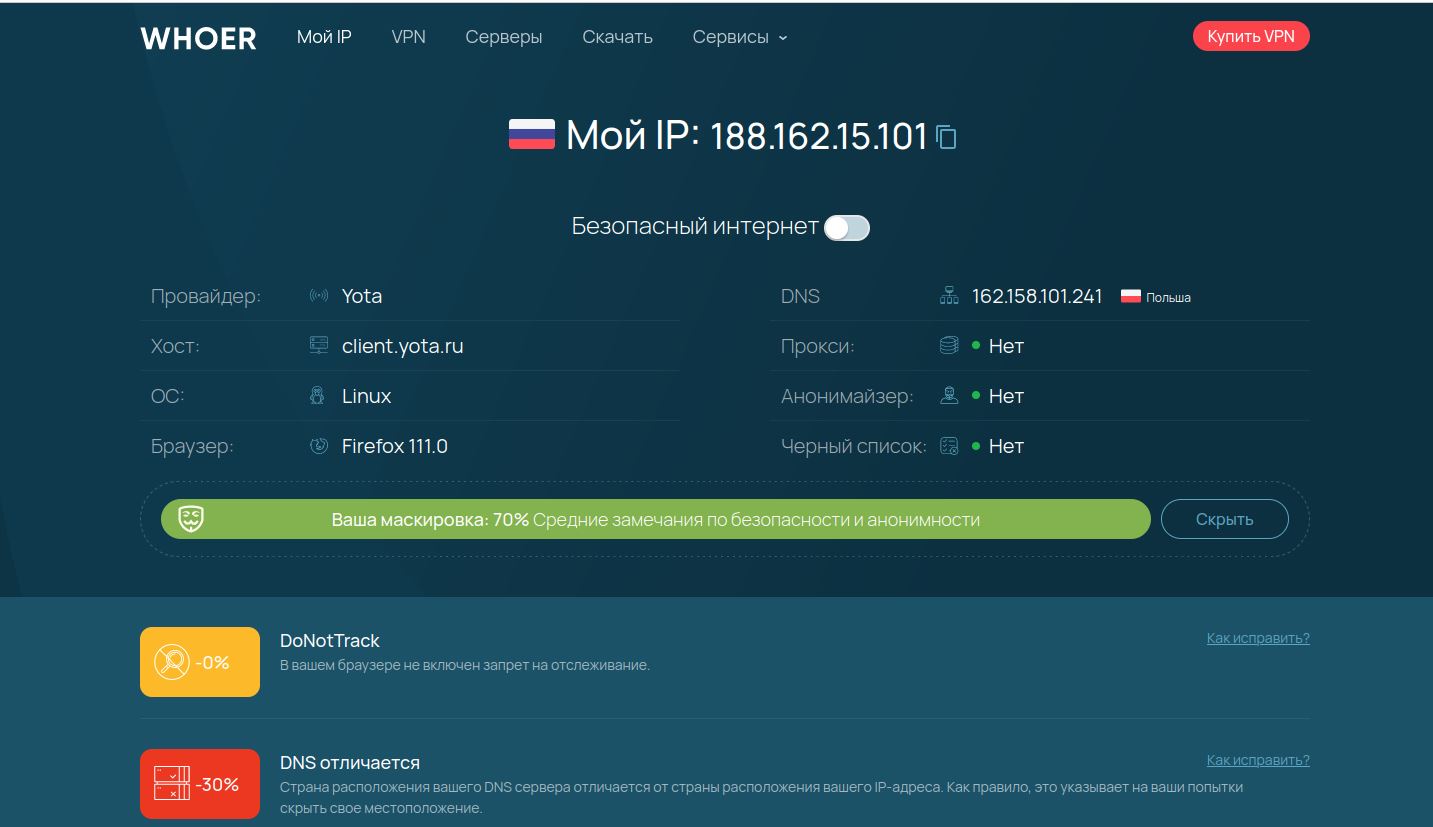 WHOER Мой IP VPN Серверы Скачать Сервисы Купить VPN
Мой IP: 188.162.15.101
Безопасный интернет
Провайдер: Yota
DNS 162.158.101.241 Польша
Хост: client.yota.ru
Прокси: Нет
ОС: Linux
Анонимайзер: Нет
Браузер: Firefox 111.0
Черный список: Нет
Ваша маскировка: 70% Средние замечания по безопасности и анонимности
Скрыть
-0%
DoNotTrack
Как исправить?
В вашем браузере не включен запрет на отслеживание.
-30%
DNS отличается
Как исправить?
Страна расположения вашего DNS сервера отличается от страны расположения вашего IP-адреса. Как правило, это указывает на ваши попытки
скрыть свое местоположение.